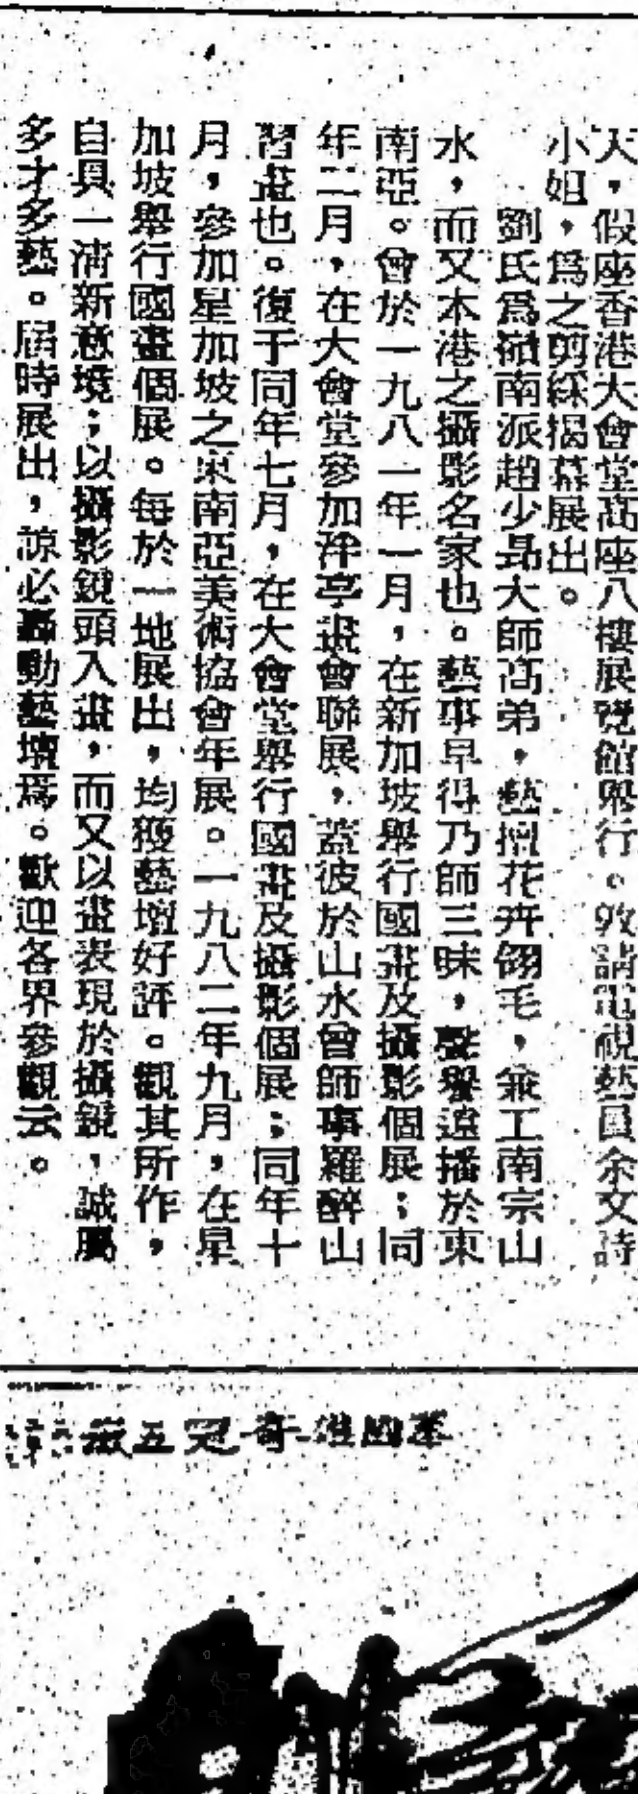 天，假座香港大會堂高座八樓展覽館舉行。敦請電視藝員余文詩
小姐，爲之剪綵揭幕展出。
劉氏爲嶺南派趙少昂大師高弟，藝擅花卉翎毛，兼工南宗山
水，而又本港之攝影名家也。藝事早得乃師三昧，聲譽遠播於東
南亞。曾於一九八一年一月，在新加坡舉行國畫及攝影個展；同
年二月，在大會堂參加萍亭畫會聯展，蓋彼於山水曾師事羅醉山
習畫也。復于同年七月，在大會堂舉行國畫及攝影個展；同年十
月，參加星加坡之東南亞美術協會年展。一九八二年九月，在星
加坡舉行國畫個展。每於一地展出，均獲藝壇好評。觀其所作，
自具一清新意境；以攝影鏡頭入畫，而又以畫表現於攝鏡，誠屬
多才多藝。屆時展出，諒必轟動藝壇焉。歡迎各界參觀云。
冠五